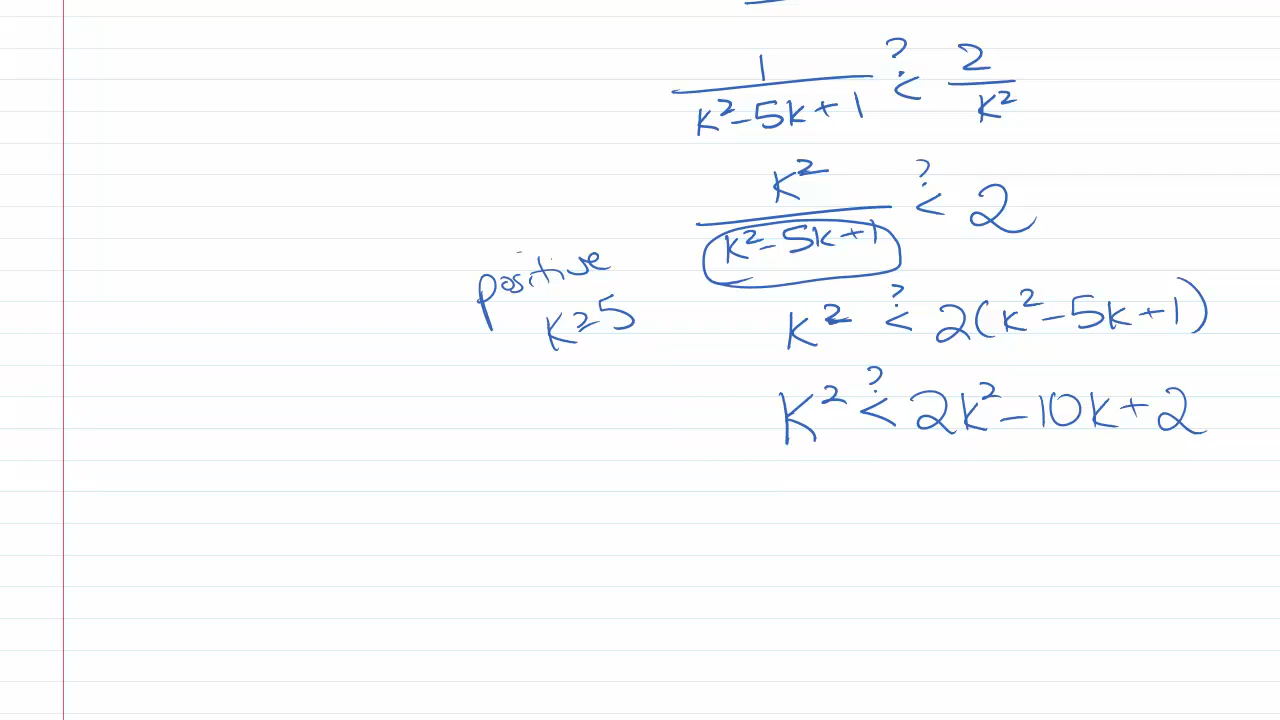 1/(k²-5k+1) ?< 2/k²
k²/(k²-5k+1) ?< 2
positive
k≥5
k² ?< 2(k²-5k+1)
k² ?< 2k²-10k+2